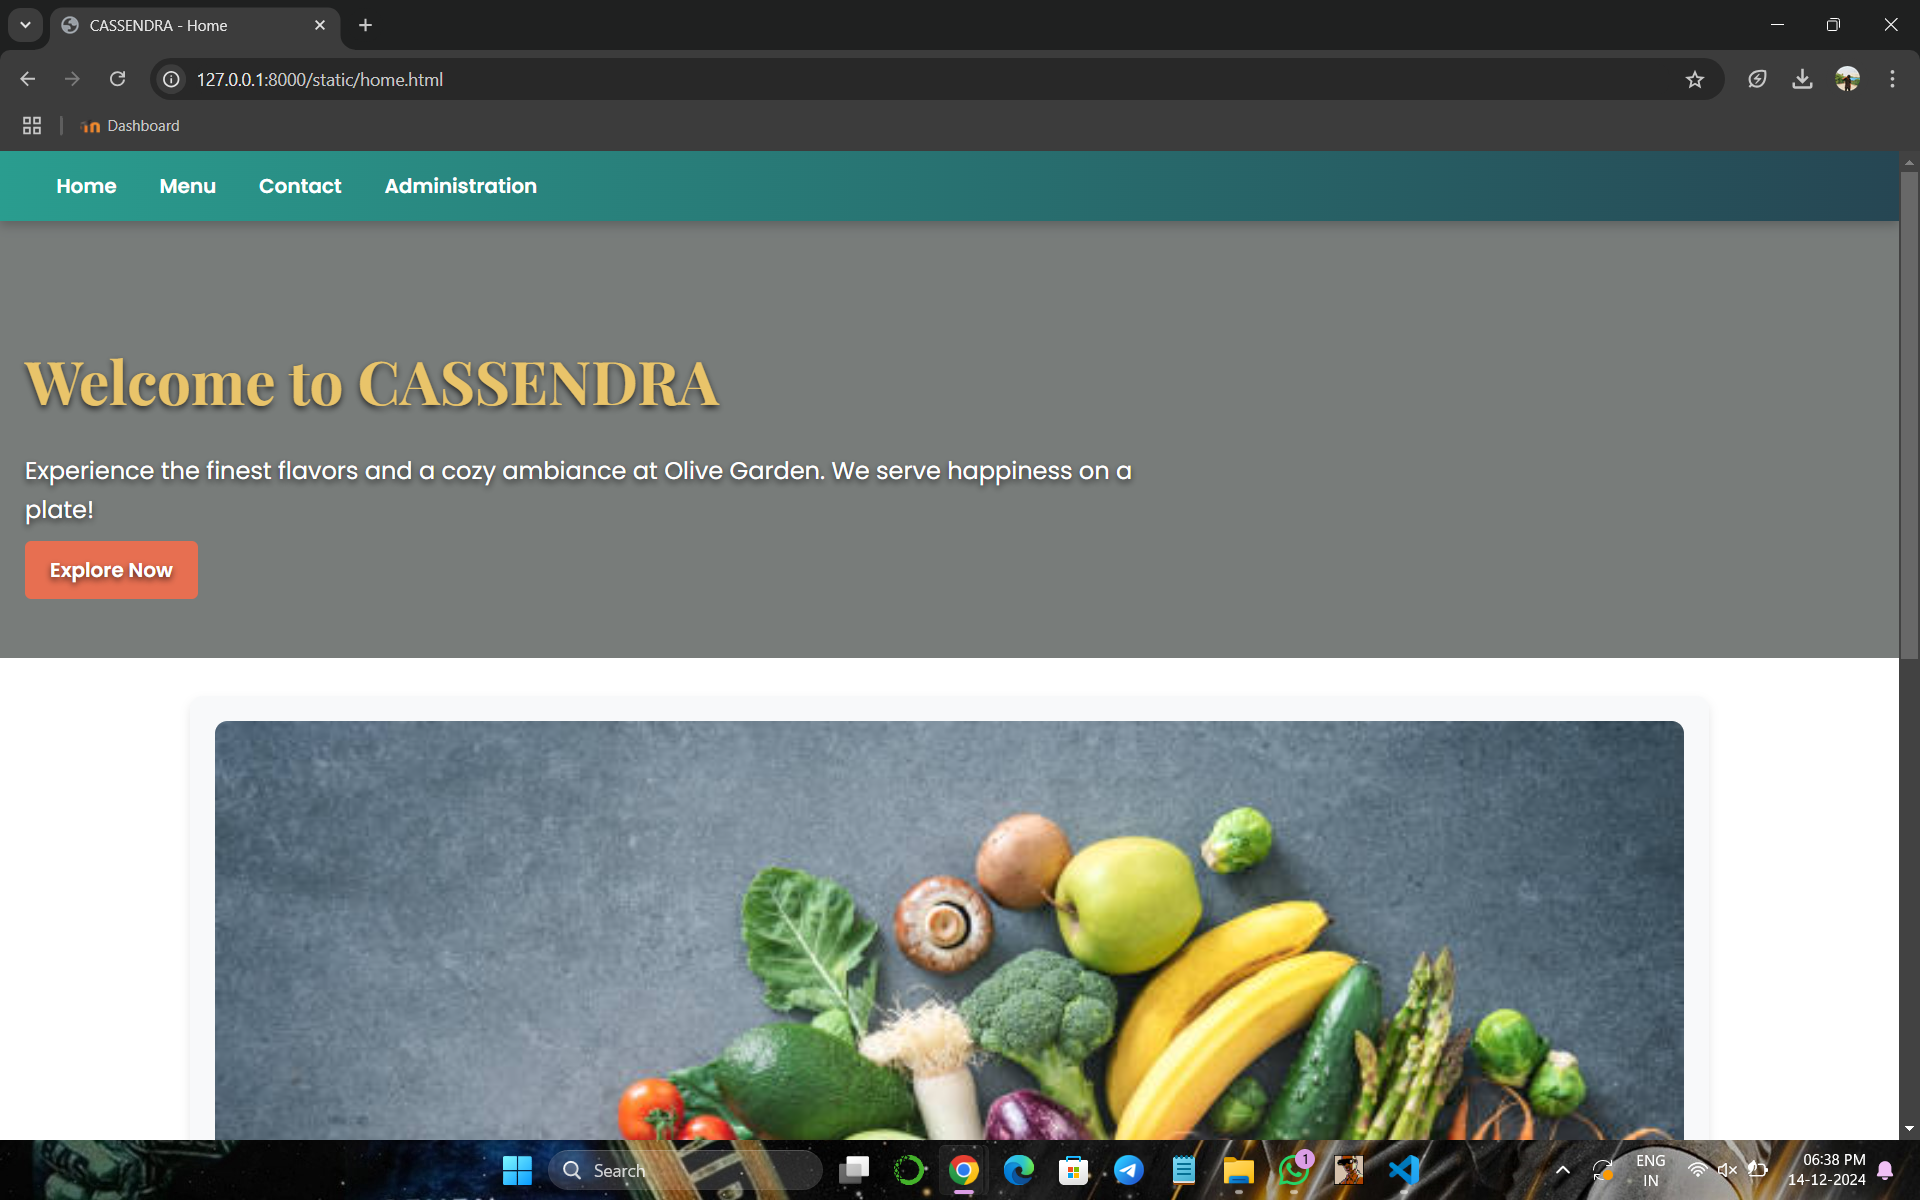 CASSENDRA - Home
127.0.0.1:8000/static/home.html
Dashboard
Home Menu Contact Administration
Welcome to CASSENDRA
Experience the finest flavors and a cozy ambiance at Olive Garden. We serve happiness on a
plate!
Explore Now
Search
1
ENG
IN
06:38 PM
14-12-2024